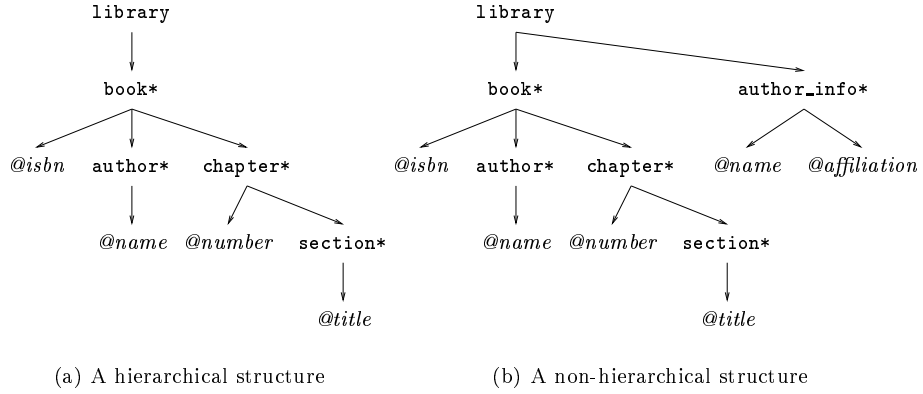 library library
book* book* author_info*
@isbn author* chapter* @isbn author* chapter* @name @affiliation
@name @number section* @name @number section*
@title @title
(a) A hierarchical structure (b) A non-hierarchical structure